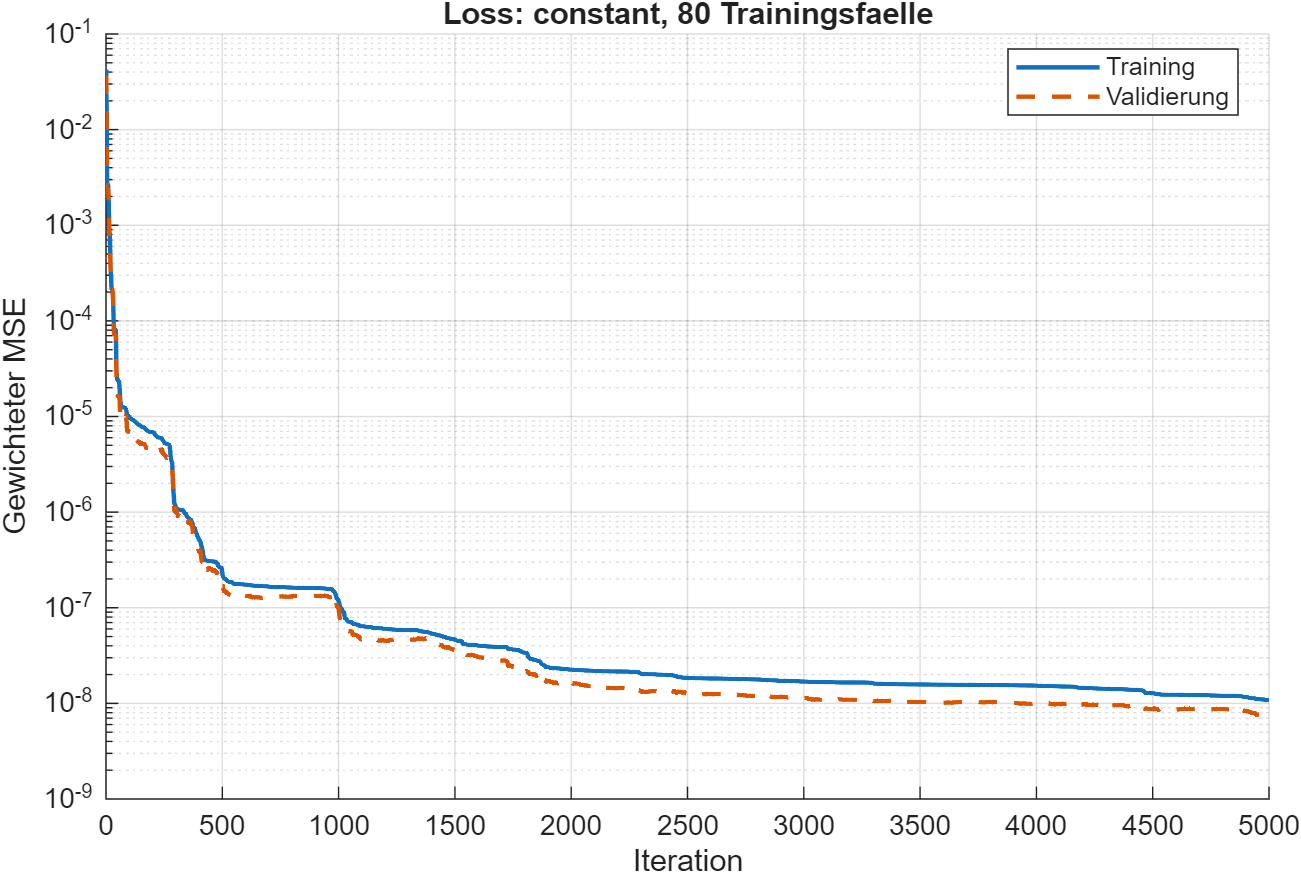 Loss: constant, 80 Trainingsfaelle
Training
Validierung
Gewichteter MSE
10^-1
10^-2
10^-3
10^-4
10^-5
10^-6
10^-7
10^-8
10^-9
0 500 1000 1500 2000 2500 3000 3500 4000 4500 5000
Iteration